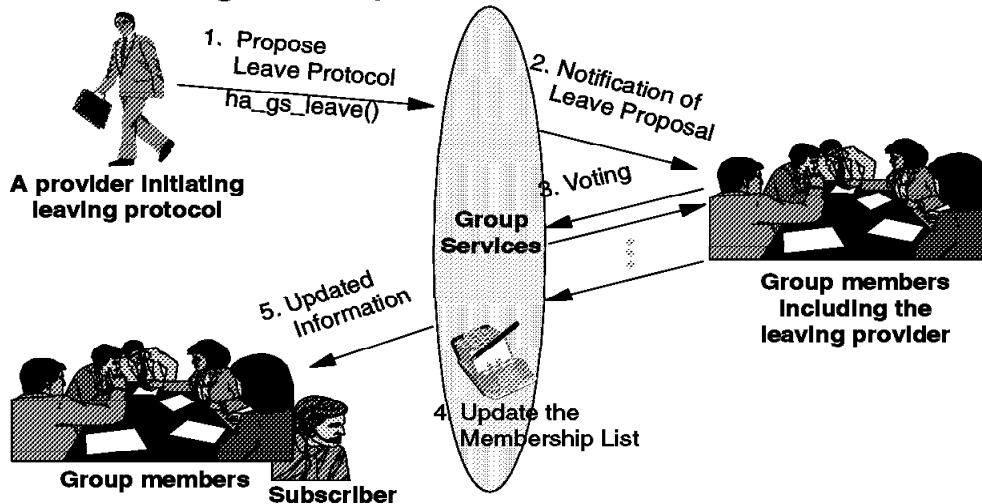 1. Propose
Leave Protocol
ha_gs_leave()
2. Notification of
Leave Proposal
A provider initiating
leaving protocol
3. Voting
Group
Services
Group members
including the
leaving provider
5. Updated
Information
4. Update the
Membership List
Group members
Subscriber